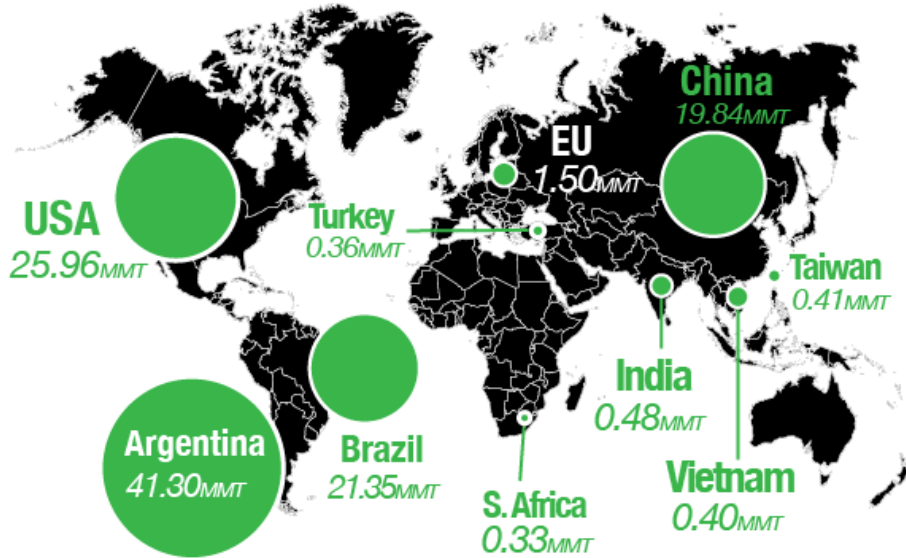 China
19.84MMT
EU
1.50MMT
USA
25.96MMT
Turkey
0.36MMT
Taiwan
0.41MMT
India
0.48MMT
Argentina
41.30MMT
Brazil
21.35MMT
S. Africa
0.33MMT
Vietnam
0.40MMT